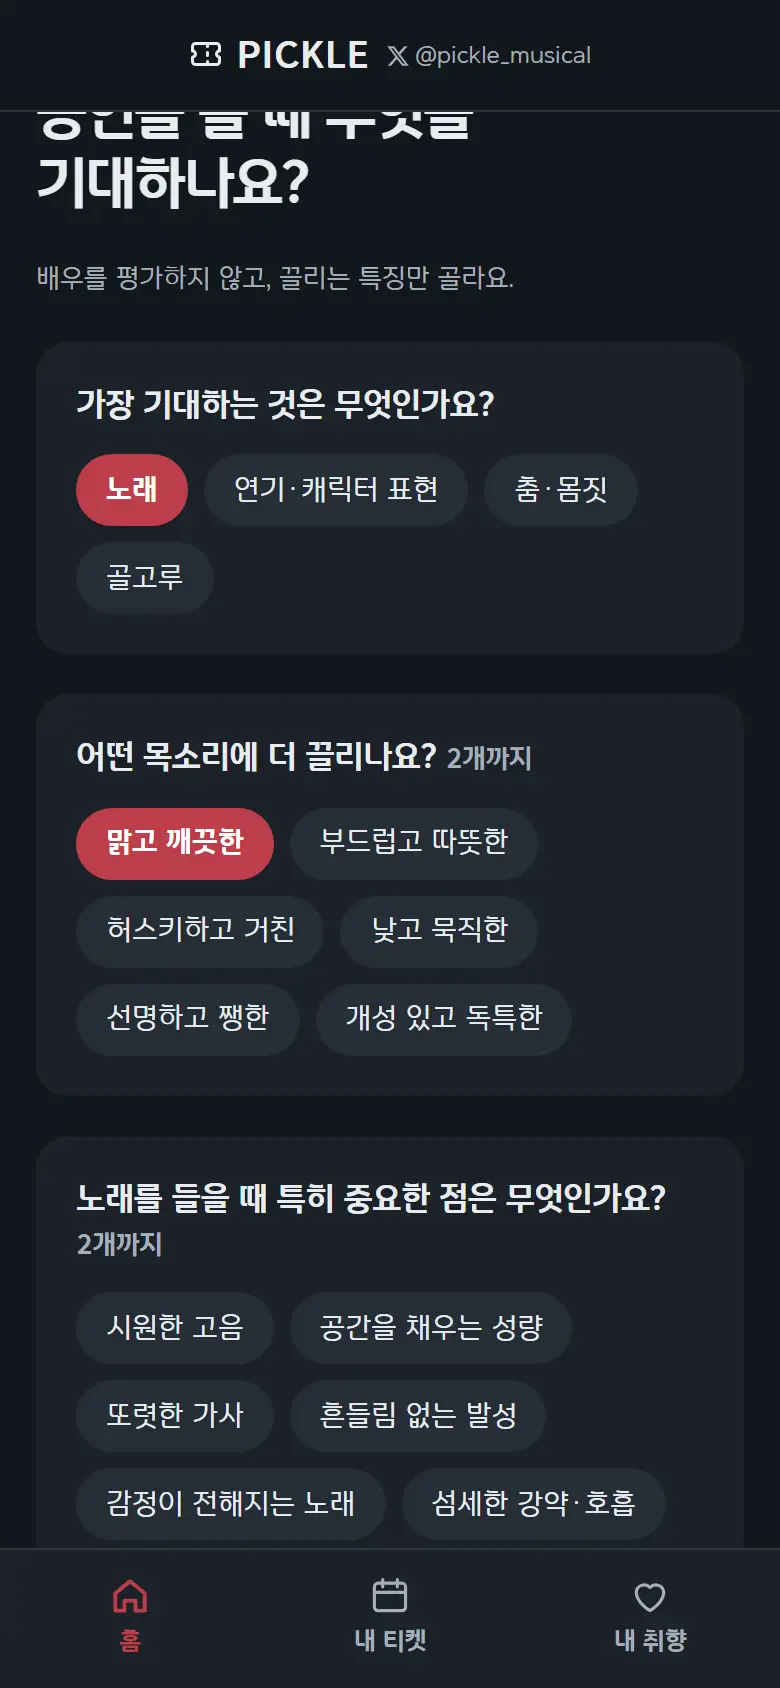 PICKLE @pickle_musical
공연을 볼 때 무엇을
기대하나요?
배우를 평가하지 않고, 끌리는 특징만 골라요.
가장 기대하는 것은 무엇인가요?
노래 연기·캐릭터 표현 춤·몸짓
골고루
어떤 목소리에 더 끌리나요? 2개까지
맑고 깨끗한 부드럽고 따뜻한
허스키하고 거친 낮고 묵직한
선명하고 쨍한 개성 있고 독특한
노래를 들을 때 특히 중요한 점은 무엇인가요?
2개까지
시원한 고음 공간을 채우는 성량
또렷한 가사 흔들림 없는 발성
감정이 전해지는 노래 섬세한 강약·호흡
홈 내 티켓 내 취향